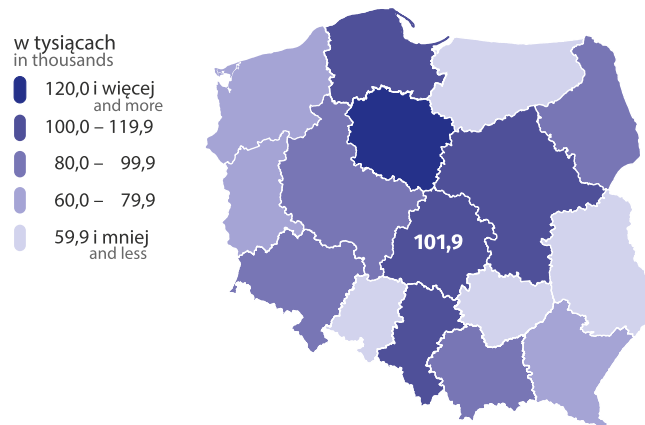 w tysiącach
in thousands
120,0 i więcej
and more
100,0 – 119,9
80,0 – 99,9
60,0 – 79,9
59,9 i mniej
and less
101,9